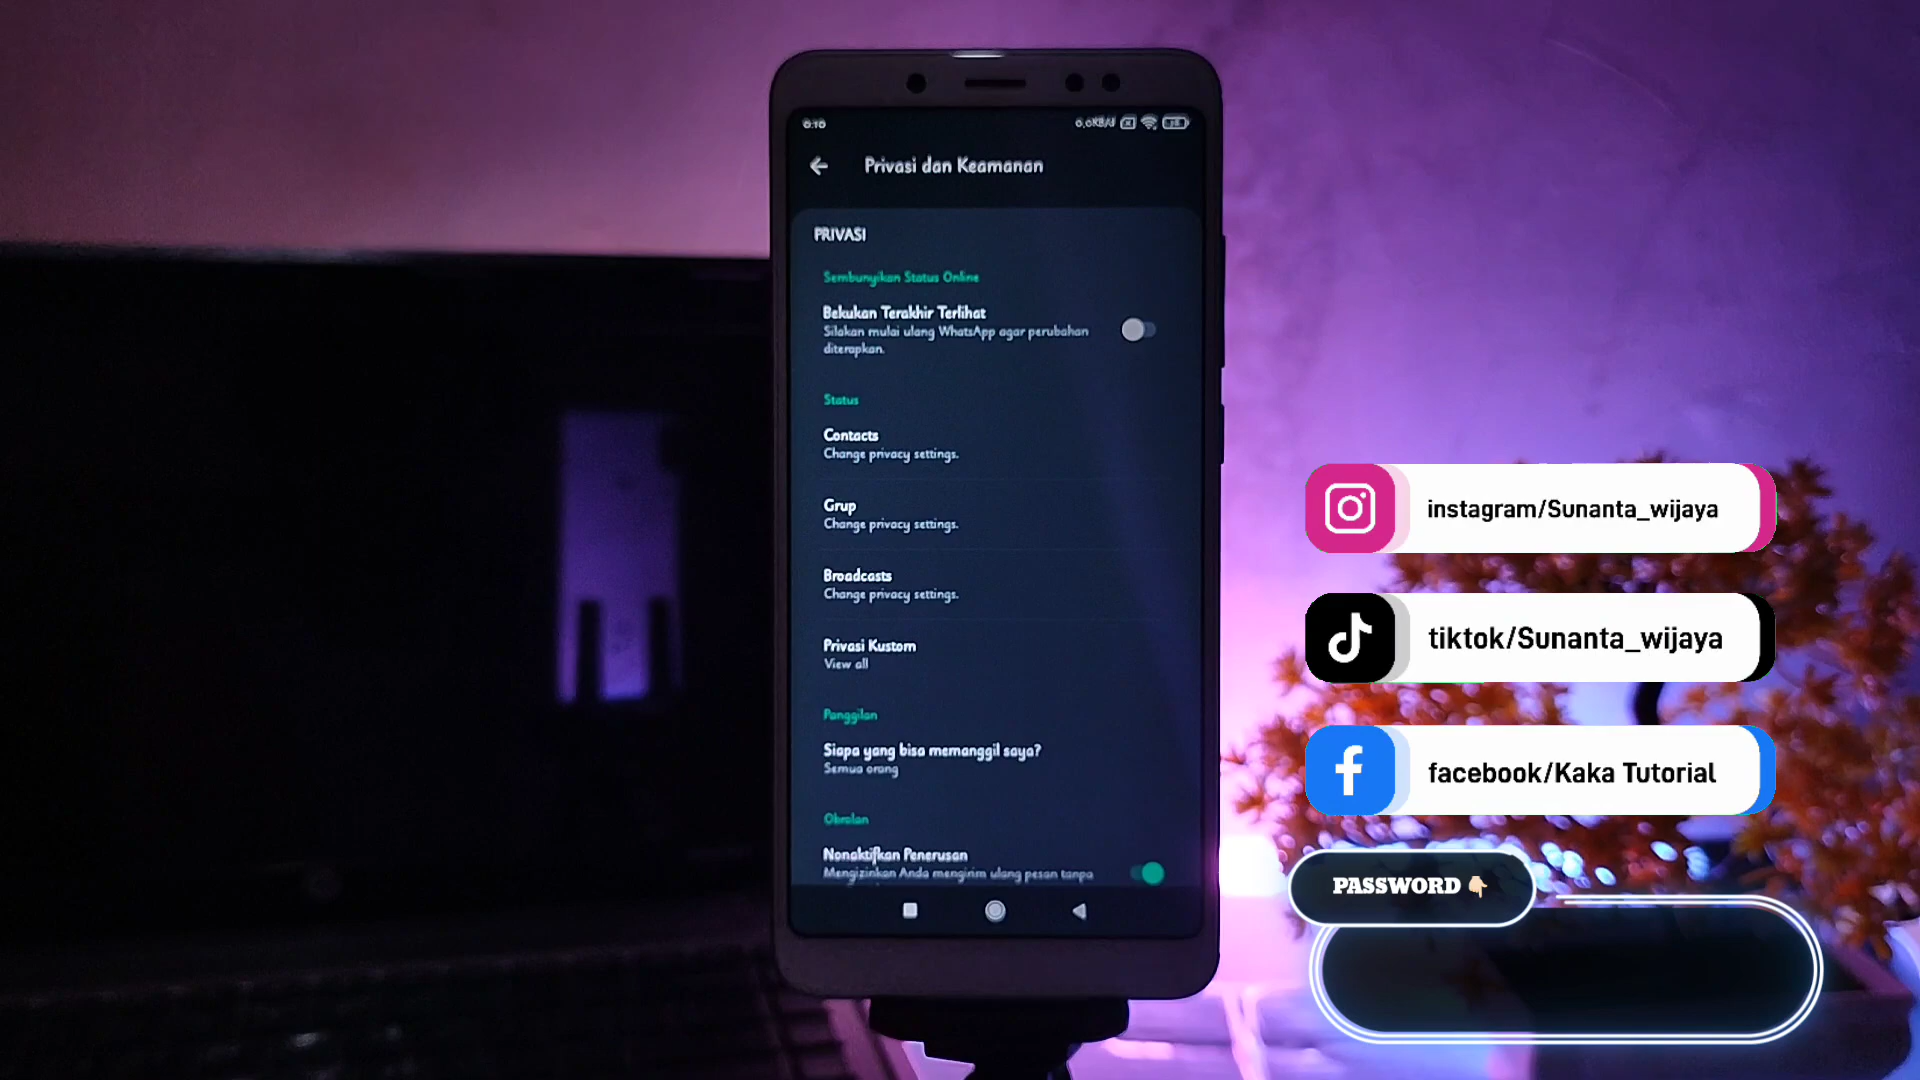 0:10
0,0KB/d
Privasi dan Keamanan
PRIVASI
Sembunyikan Status Online
Bekukan Terakhir Terlihat
Silakan mulai ulang WhatsApp agar perubahan
diterapkan.
Status
Contacts
Change privacy settings.
Grup
Change privacy settings.
Broadcasts
Change privacy settings.
Privasi Kustom
View all
Panggilan
Siapa yang bisa memanggil saya?
Semua orang
Obrolan
Nonaktifkan Penerusan
Mengizinkan Anda mengirim ulang pesan tanpa
instagram/Sunanta_wijaya
tiktok/Sunanta_wijaya
facebook/Kaka Tutorial
PASSWORD 👇🏻